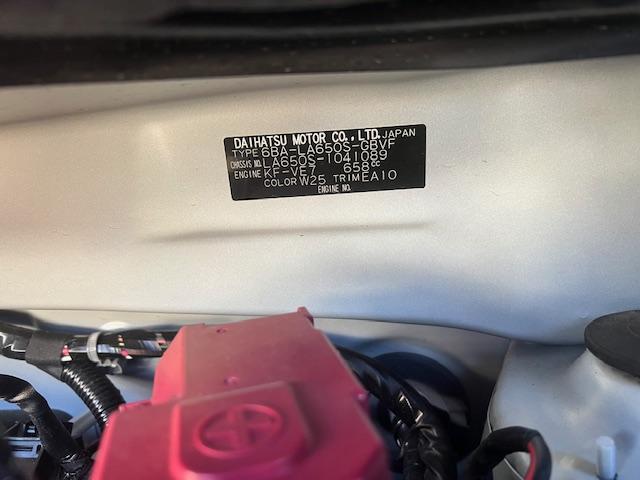 DAIHATSU MOTOR CO.,LTD. JAPAN
TYPE 6BA-LA650S-GBVF
CHASSIS NO. LA650S-1041089
ENGINE KF-VE7 658cc
COLOR W25 TRIM EA10
ENGINE NO.